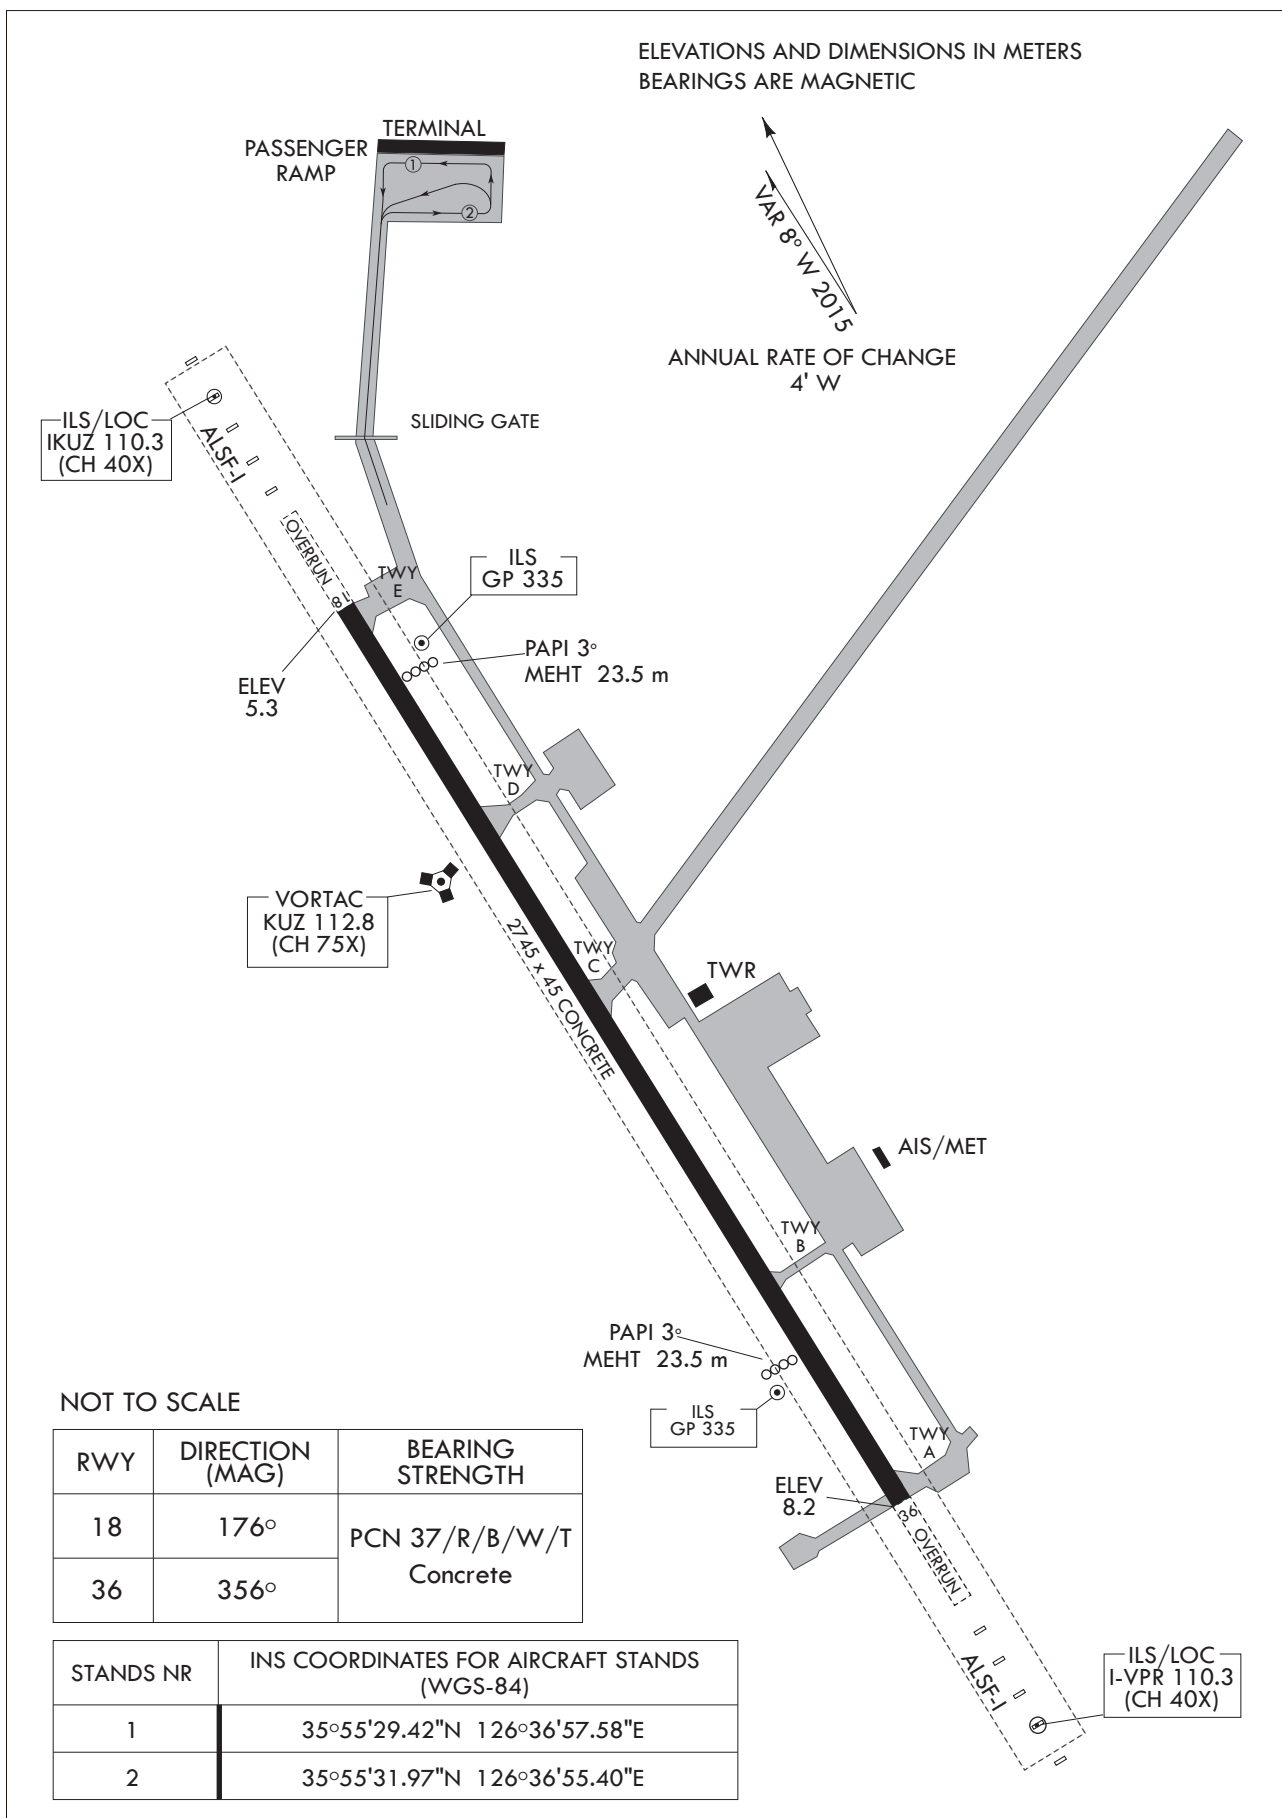 ELEVATIONS AND DIMENSIONS IN METERS
BEARINGS ARE MAGNETIC
TERMINAL
PASSENGER
RAMP
1
2
VAR 8° W 2015
ANNUAL RATE OF CHANGE
4' W
SLIDING GATE
ILS/LOC
IKUZ 110.3
(CH 40X)
ALSF-I
OVERRUN
18
TWY
E
ILS
GP 335
PAPI 3°
MEHT 23.5 m
ELEV
5.3
TWY
D
VORTAC
KUZ 112.8
(CH 75X)
2745 x 45 CONCRETE
TWY
C
TWR
AIS/MET
TWY
B
PAPI 3°
MEHT 23.5 m
ILS
GP 335
TWY
A
ELEV
8.2
36
OVERRUN
ALSF-I
ILS/LOC
I-VPR 110.3
(CH 40X)
NOT TO SCALE
RWY DIRECTION (MAG) BEARING STRENGTH
18 176° PCN 37/R/B/W/T
36 356° Concrete
STANDS NR INS COORDINATES FOR AIRCRAFT STANDS
(WGS-84)
1 35°55'29.42"N 126°36'57.58"E
2 35°55'31.97"N 126°36'55.40"E